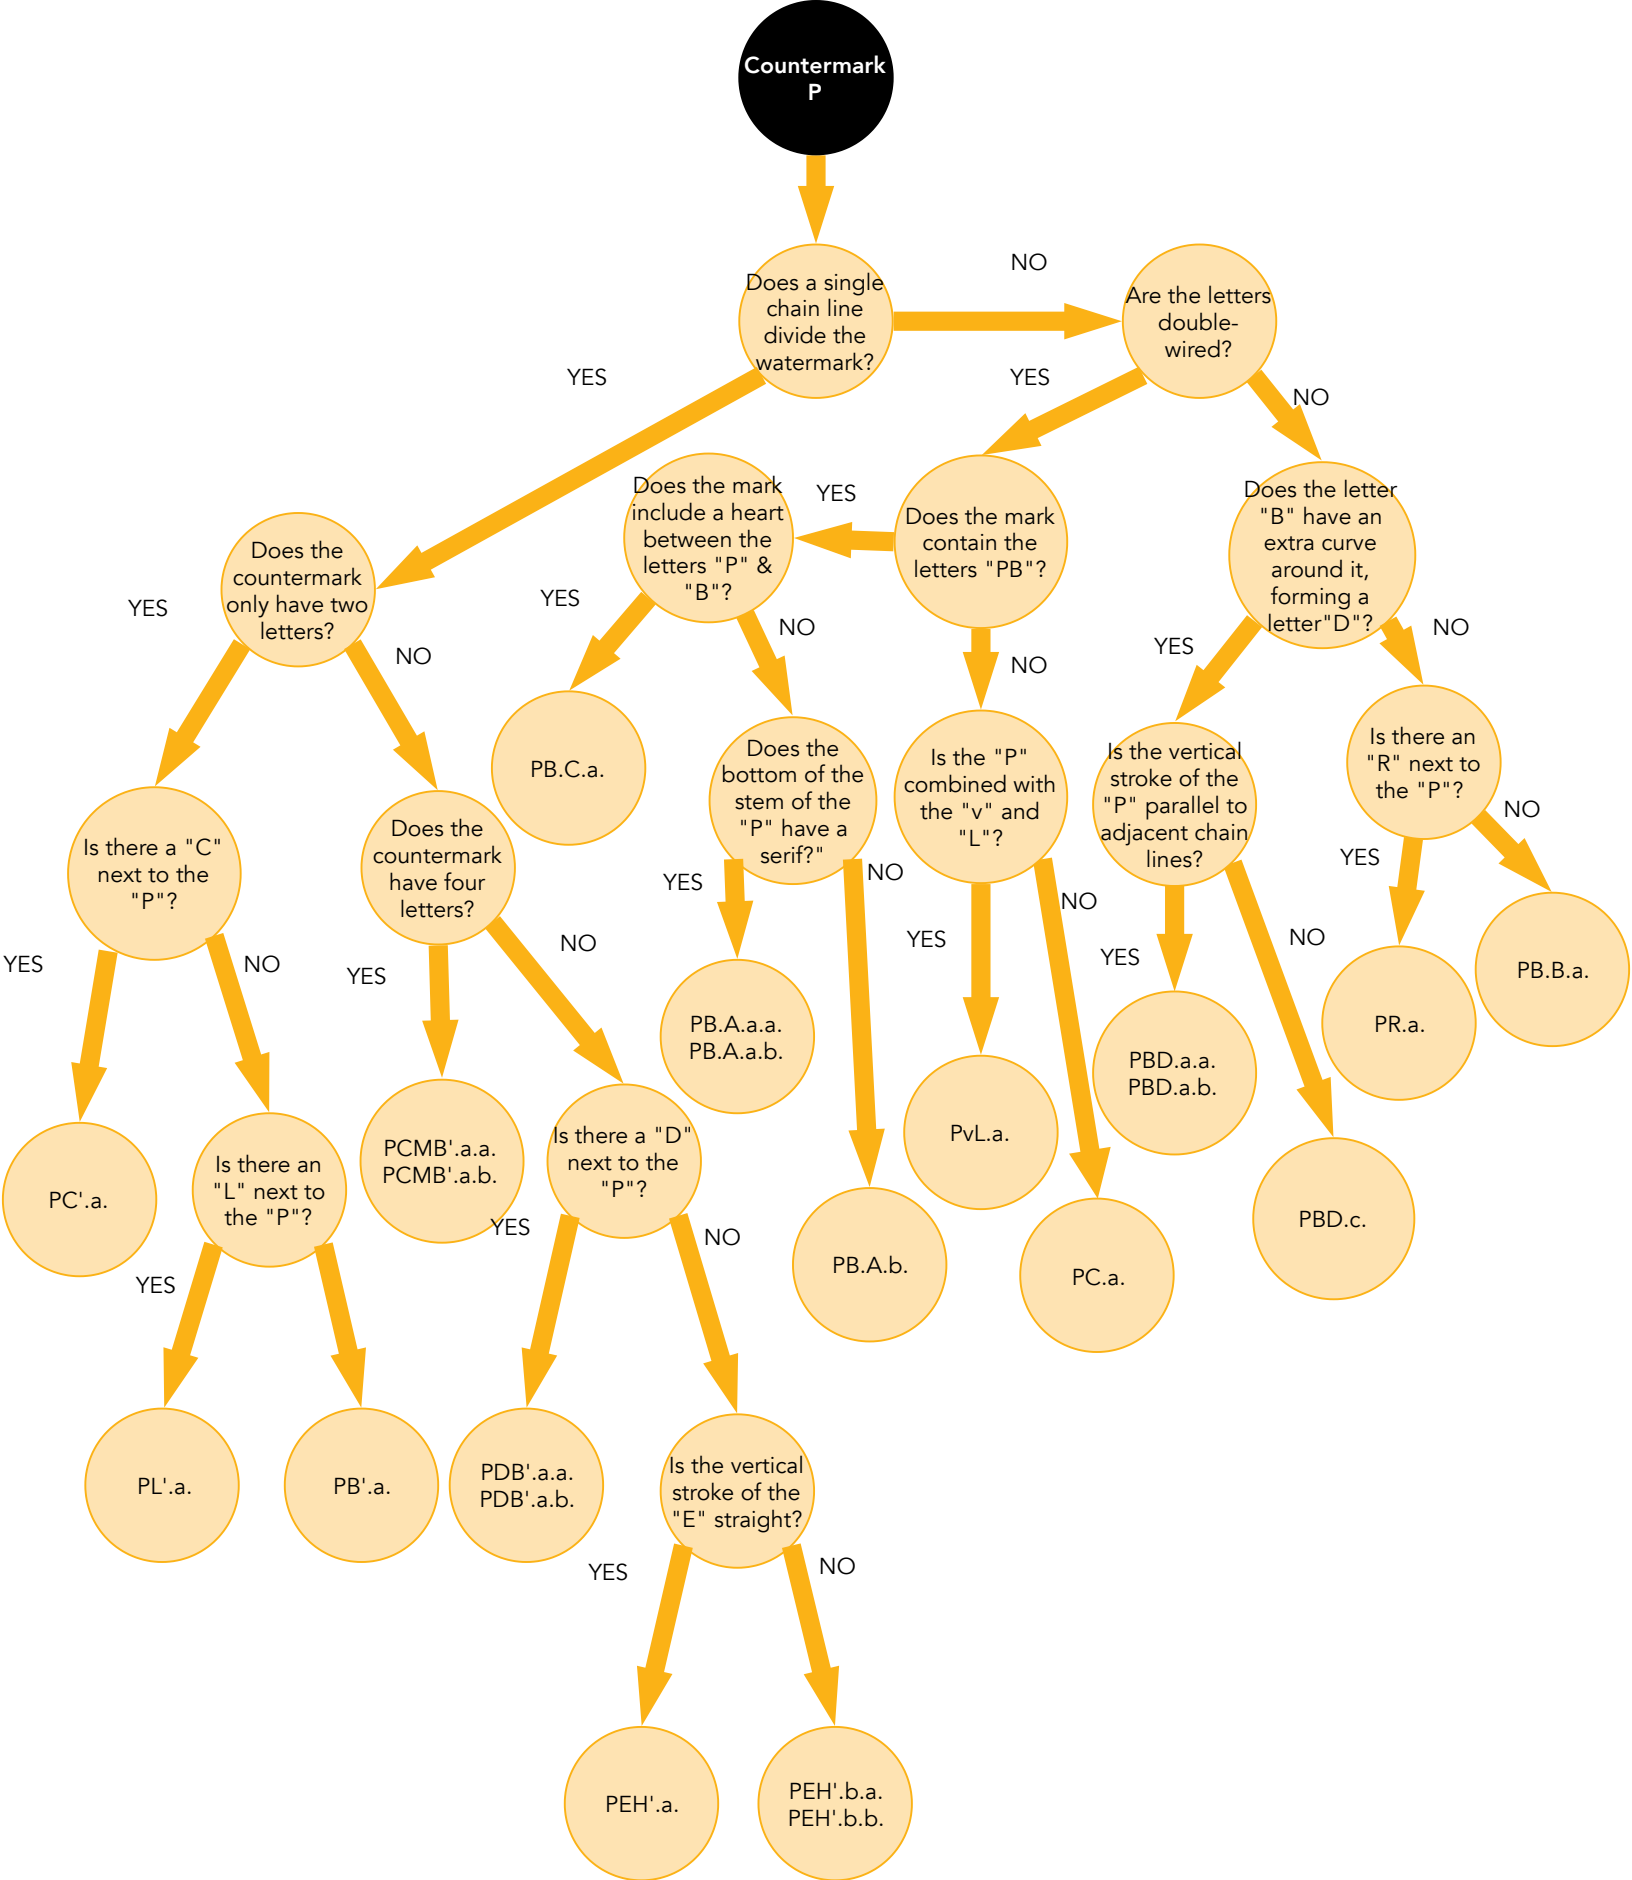 Countermark
P
Does a single
chain line
divide the
watermark?
NO
Are the letters
double-
wired?
YES
YES
NO
Does the mark
include a heart
between the
letters "P" &
"B"?
YES
Does the mark
contain the
letters "PB"?
Does the letter
"B" have an
extra curve
around it,
forming a
letter"D"?
Does the
countermark
only have two
letters?
YES
NO
YES
NO
NO
YES
NO
PB.C.a.
Does the
bottom of the
stem of the
"P" have a
serif?"
Is the "P"
combined with
the "v" and
"L"?
Is the vertical
stroke of the
"P" parallel to
adjacent chain
lines?
Is there an
"R" next to
the "P"?
Is there a "C"
next to the
"P"?
Does the
countermark
have four
letters?
YES
NO
YES
NO
YES
NO
YES
NO
YES
NO
YES
NO
YES
NO
PB.A.a.a.
PB.A.a.b.
PBD.a.a.
PBD.a.b.
PR.a.
PB.B.a.
PC'.a.
Is there an
"L" next to
the "P"?
PCMB'.a.a.
PCMB'.a.b.
Is there a "D"
next to the
"P"?
PvL.a.
PB.A.b.
PC.a.
PBD.c.
YES
YES
NO
PL'.a.
PB'.a.
PDB'.a.a.
PDB'.a.b.
Is the vertical
stroke of the
"E" straight?
YES
NO
PEH'.a.
PEH'.b.a.
PEH'.b.b.